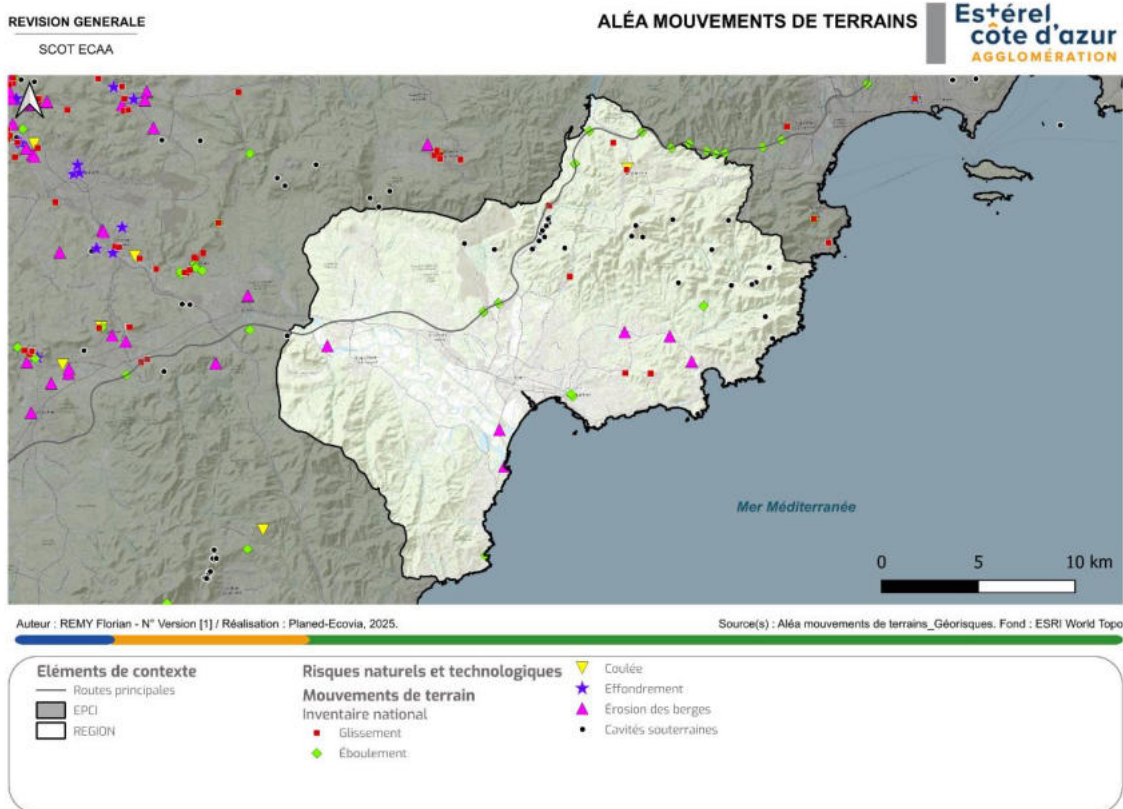 REVISION GENERALE
SCOT ECAA
ALÉA MOUVEMENTS DE TERRAINS
Estérel
côte d'azur
AGGLOMÉRATION
Mer Méditerranée
0 5 10 km
Auteur : REMY Florian - N° Version [1] / Réalisation : Planed-Ecovia, 2025.
Source(s) : Aléa mouvements de terrains_Géorisques. Fond : ESRI World Topo
Eléments de contexte
Routes principales
EPCI
REGION
Risques naturels et technologiques
Mouvements de terrain
Inventaire national
Glissement
Éboulement
Coulée
Effondrement
Érosion des berges
Cavités souterraines